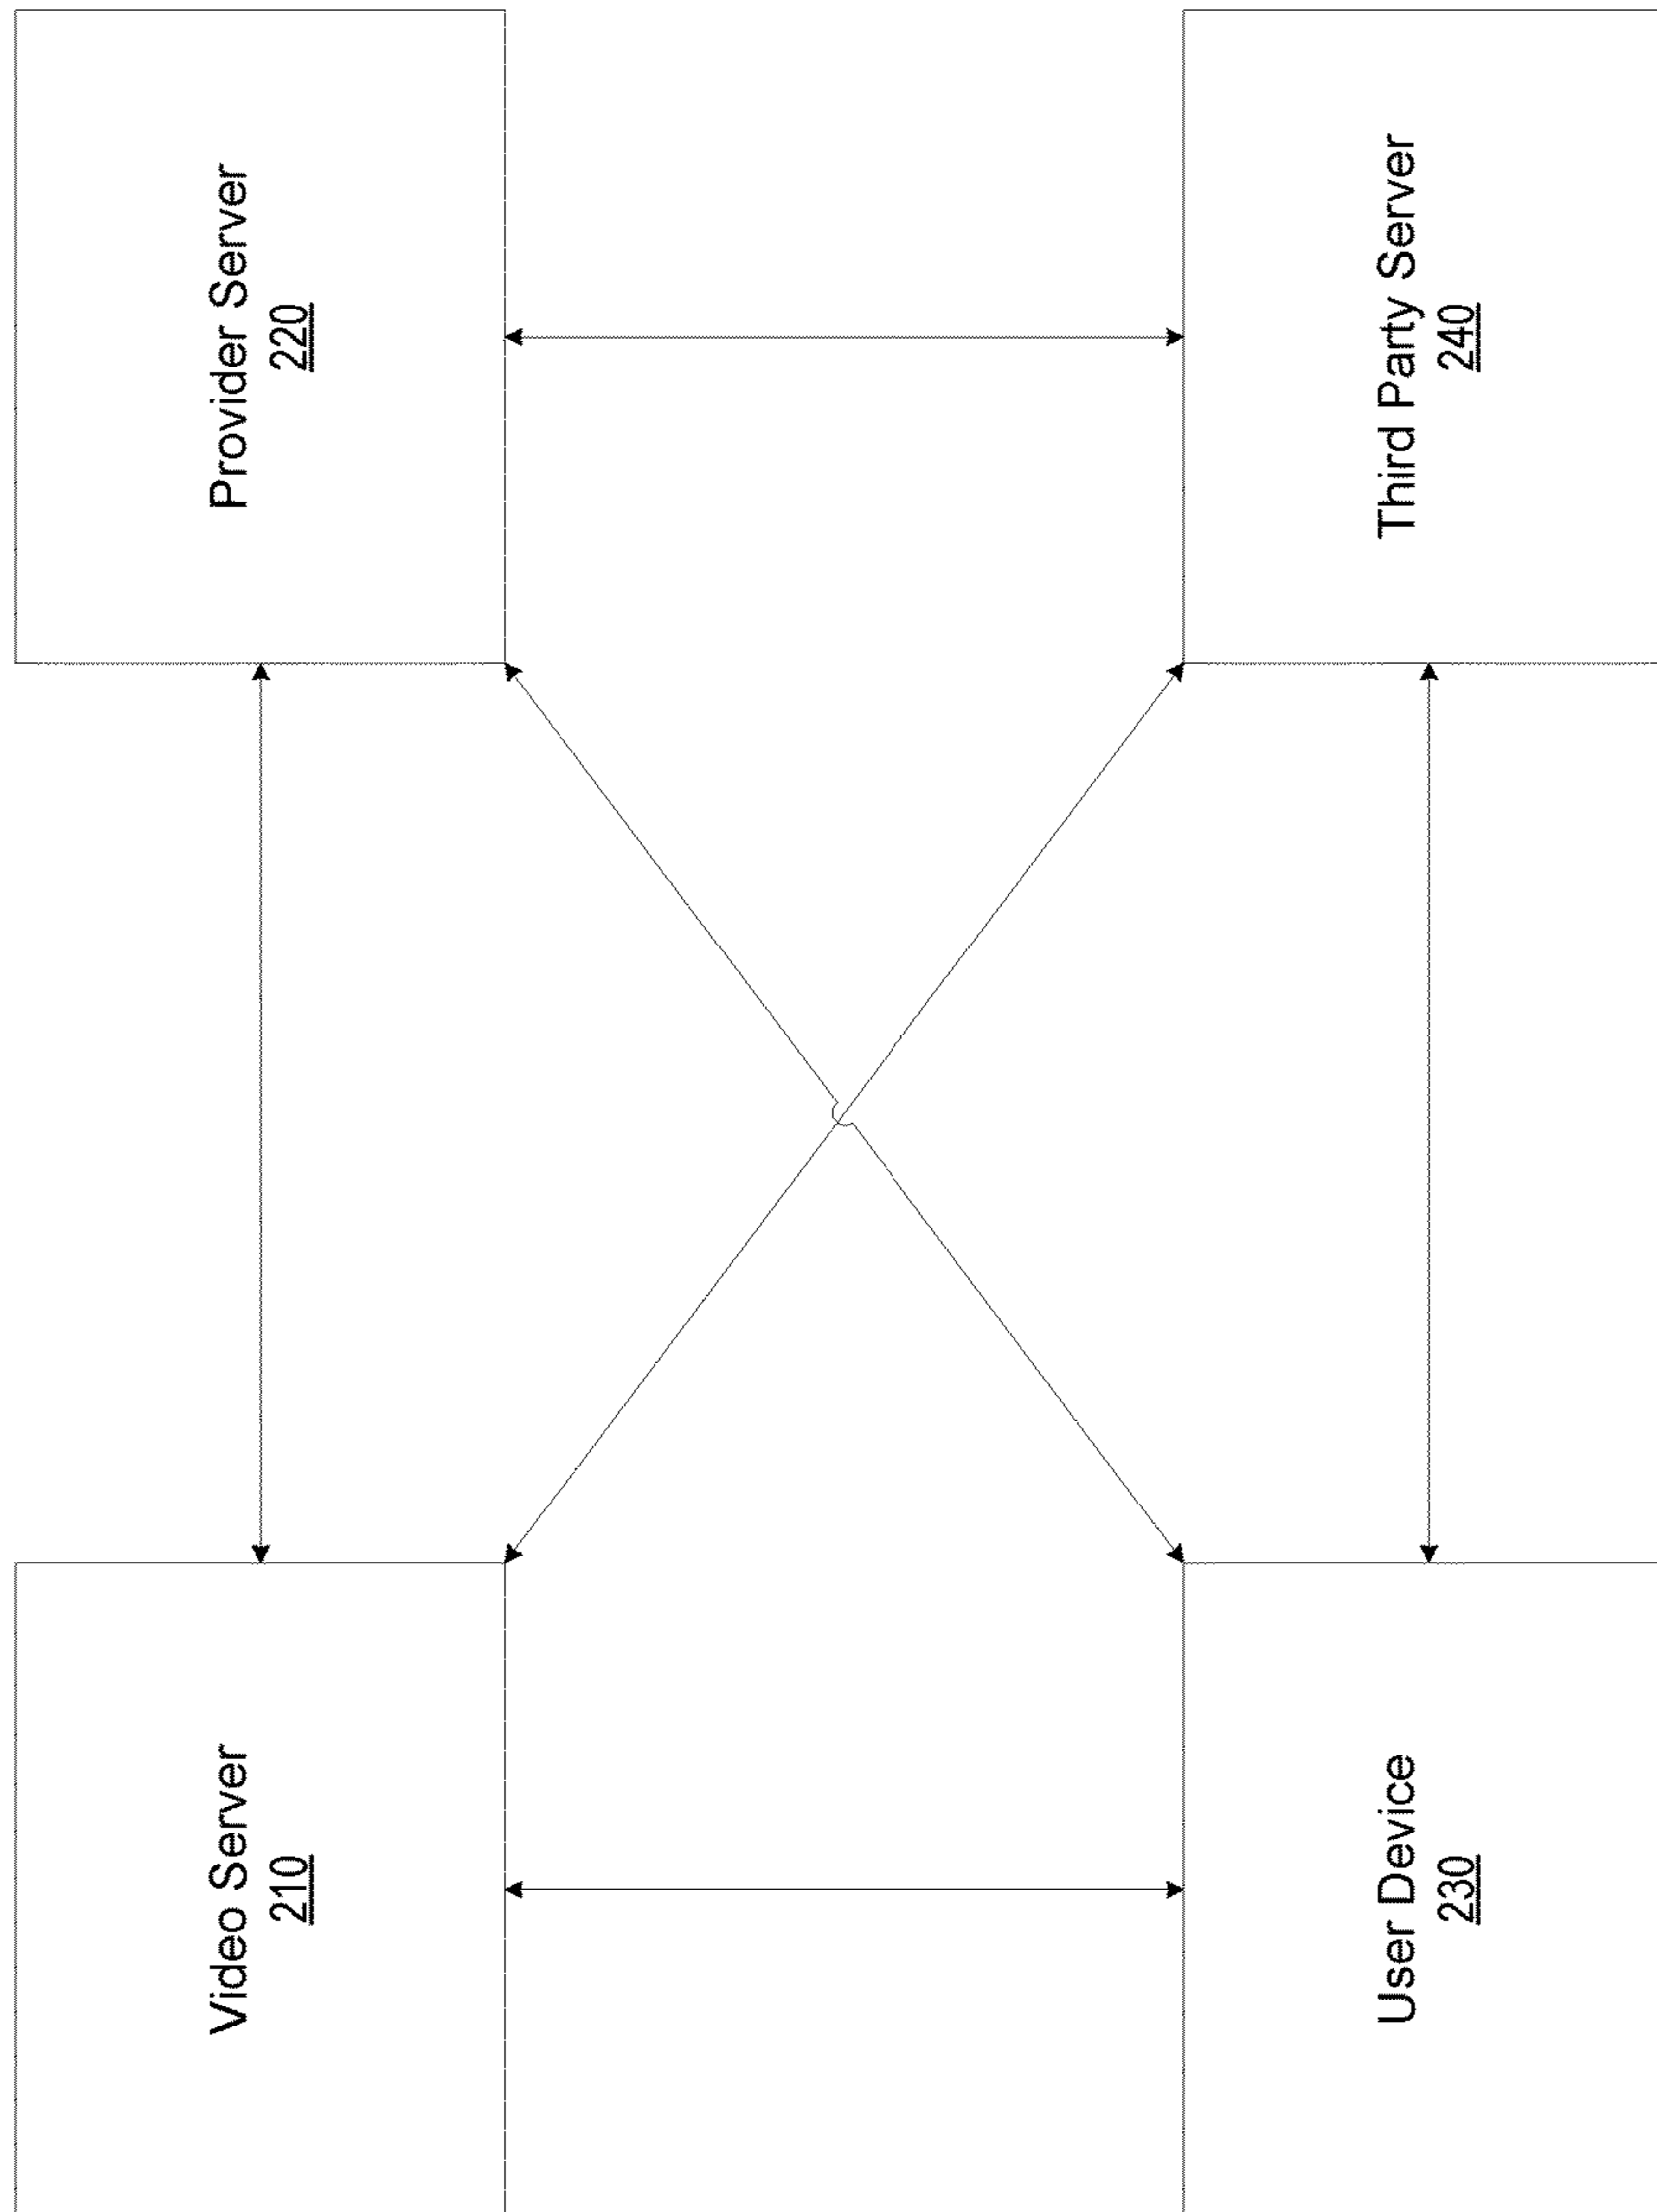 Video Server
210
Provider Server
220
User Device
230
Third Party Server
240